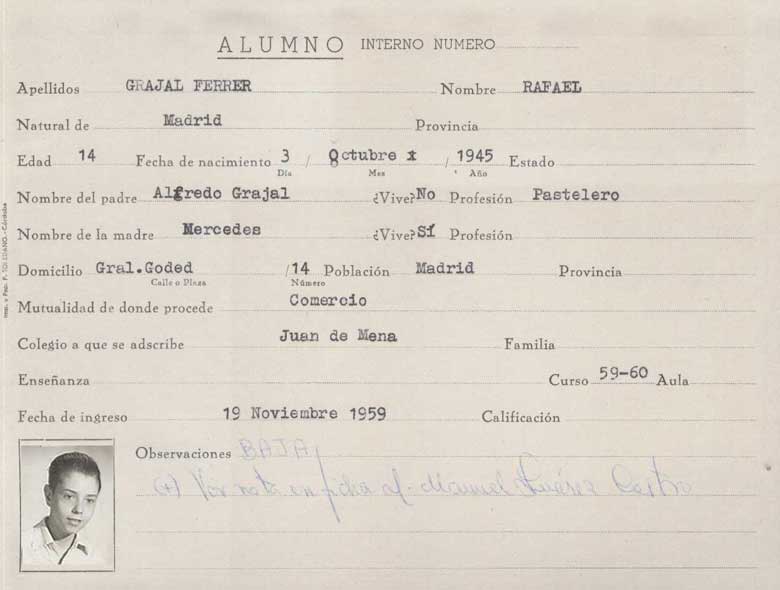 ALUMNO INTERNO NUMERO
Apellidos GRAJAL FERRER Nombre RAFAEL
Natural de Madrid Provincia
Edad 14 Fecha de nacimiento 3 / Octubre 1 / 1945 Estado
Día Mes Año
Nombre del padre Alfredo Grajal ¿Vive? No Profesión Pastelero
Nombre de la madre Mercedes ¿Vive? Sí Profesión
Domicilio Gral.Goded /14 Población Madrid Provincia
Calle o Plaza Número
Mutualidad de donde procede Comercio
Colegio a que se adscribe Juan de Mena Familia
Enseñanza Curso 59-60 Aula
Fecha de ingreso 19 Noviembre 1959 Calificación
Observaciones BAJA
(+) Ver nota en ficha Manuel Suárez Castro